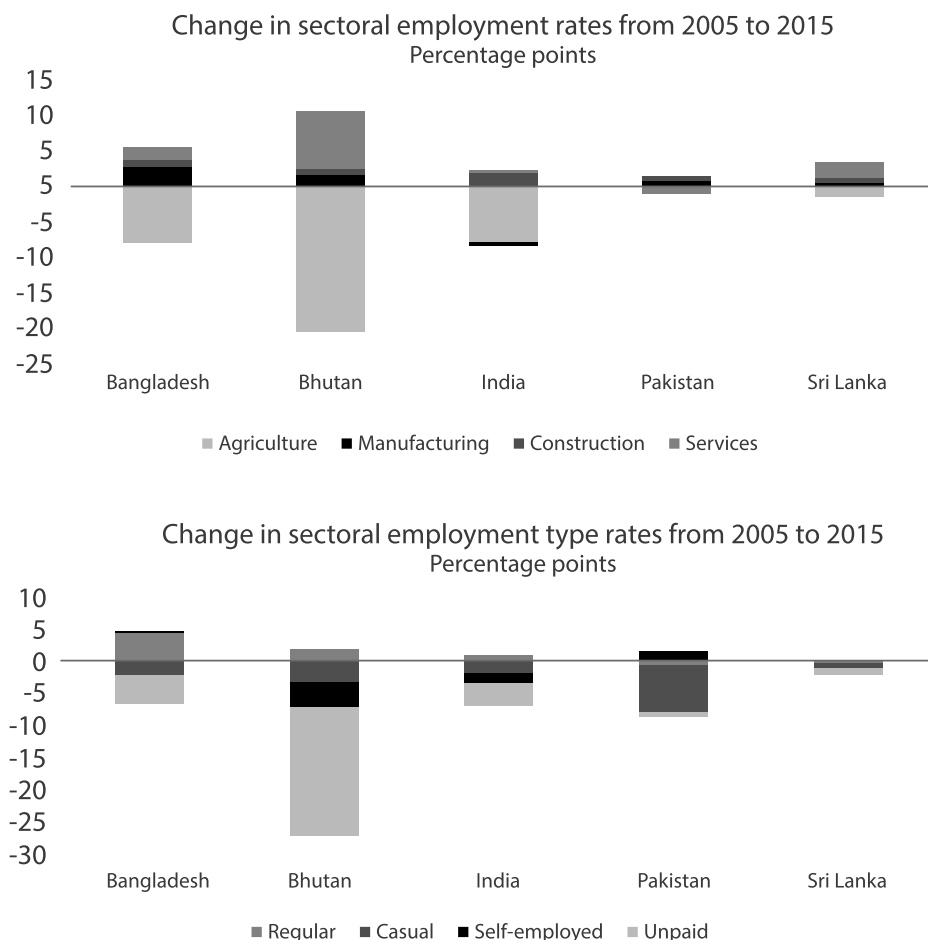 Change in sectoral employment rates from 2005 to 2015
Percentage points
15
10
5
5
-5
-10
-15
-20
-25
Bangladesh Bhutan India Pakistan Sri Lanka
Agriculture Manufacturing Construction Services
Change in sectoral employment type rates from 2005 to 2015
Percentage points
10
5
0
-5
-10
-15
-20
-25
-30
Bangladesh Bhutan India Pakistan Sri Lanka
Regular Casual Self-employed Unpaid